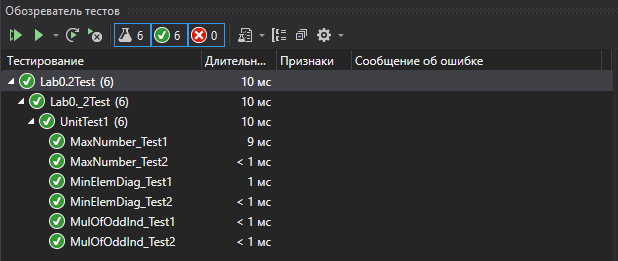 Обозреватель тестов
6 6 0
Тестирование Длительн... Признаки Сообщение об ошибке
Lab0.2Test (6) 10 мс
Lab0._2Test (6) 10 мс
UnitTest1 (6) 10 мс
MaxNumber_Test1 9 мс
MaxNumber_Test2 < 1 мс
MinElemDiag_Test1 1 мс
MinElemDiag_Test2 < 1 мс
MulOfOddInd_Test1 < 1 мс
MulOfOddInd_Test2 < 1 мс